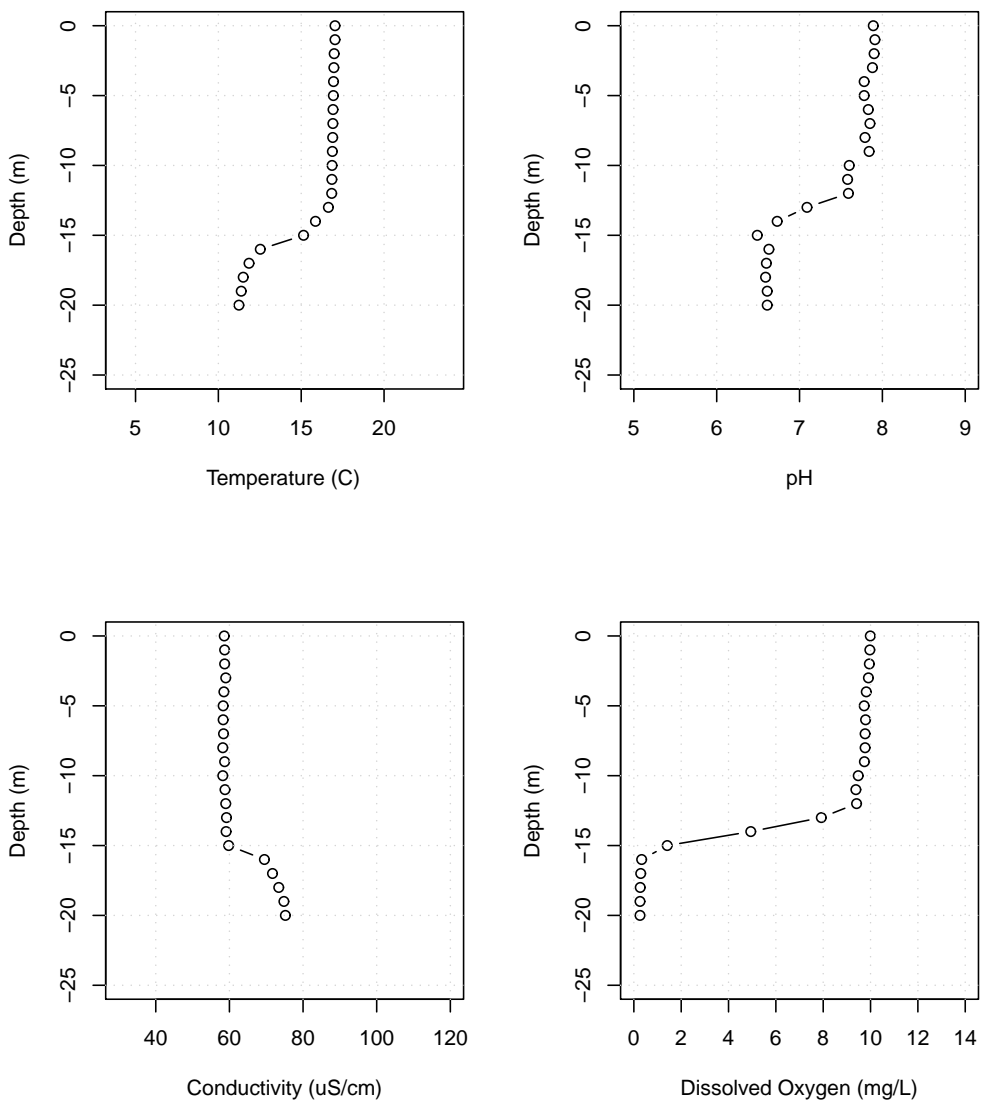 0
−5
−10
−15
−20
−25
Depth (m)
5 10 15 20
Temperature (C)
0
−5
−10
−15
−20
−25
Depth (m)
5 6 7 8 9
pH
0
−5
−10
−15
−20
−25
Depth (m)
40 60 80 100 120
Conductivity (uS/cm)
0
−5
−10
−15
−20
−25
Depth (m)
0 2 4 6 8 10 12 14
Dissolved Oxygen (mg/L)